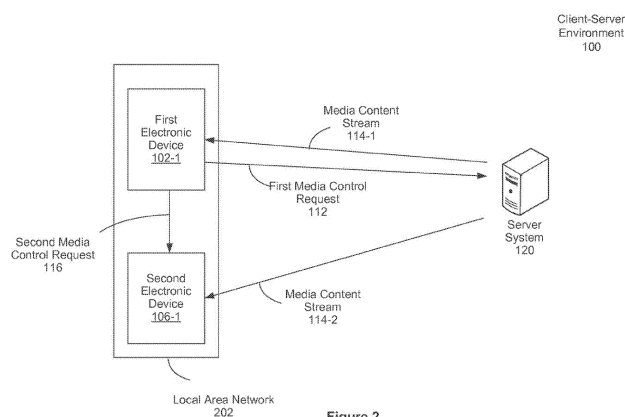 Client-Server
Environment
100
First
Electronic
Device
102-1
Media Content
Stream
114-1
First Media Control
Request
112
Server
System
120
Second Media
Control Request
116
Second
Electronic
Device
106-1
Media Content
Stream
114-2
Local Area Network
202
Figure 2